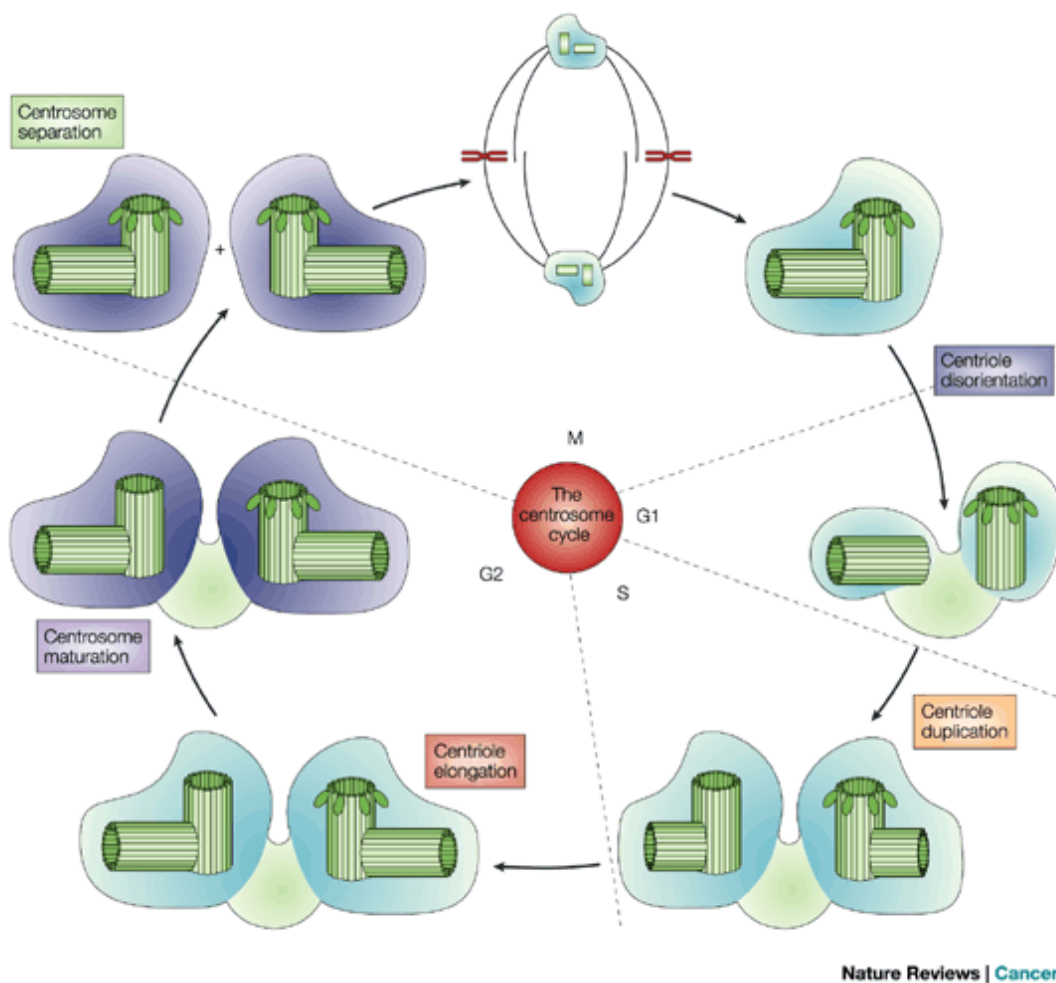 Centrosome
separation
+
Centriole
disorientation
M
The
centrosome
cycle
G1
G2
S
Centrosome
maturation
Centriole
duplication
Centriole
elongation
Nature Reviews | Cancer